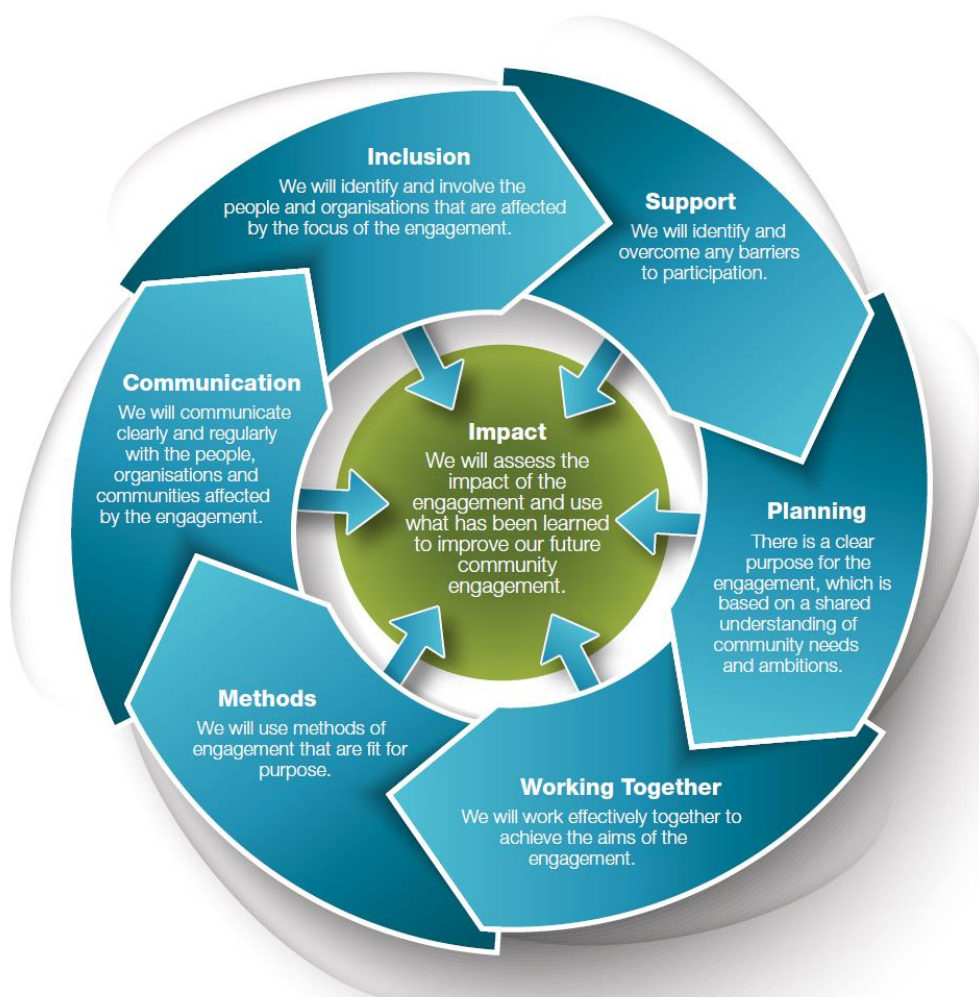 Inclusion
We will identify and involve the
people and organisations that are affected
by the focus of the engagement.
Support
We will identify and
overcome any barriers
to participation.
Planning
There is a clear
purpose for the
engagement, which is
based on a shared
understanding of
community needs
and ambitions.
Working Together
We will work effectively together to
achieve the aims of the
engagement.
Methods
We will use methods of
engagement that are fit for
purpose.
Communication
We will communicate
clearly and regularly
with the people,
organisations and
communities affected
by the engagement.
Impact
We will assess the
impact of the
engagement and use
what has been learned
to improve our future
community
engagement.